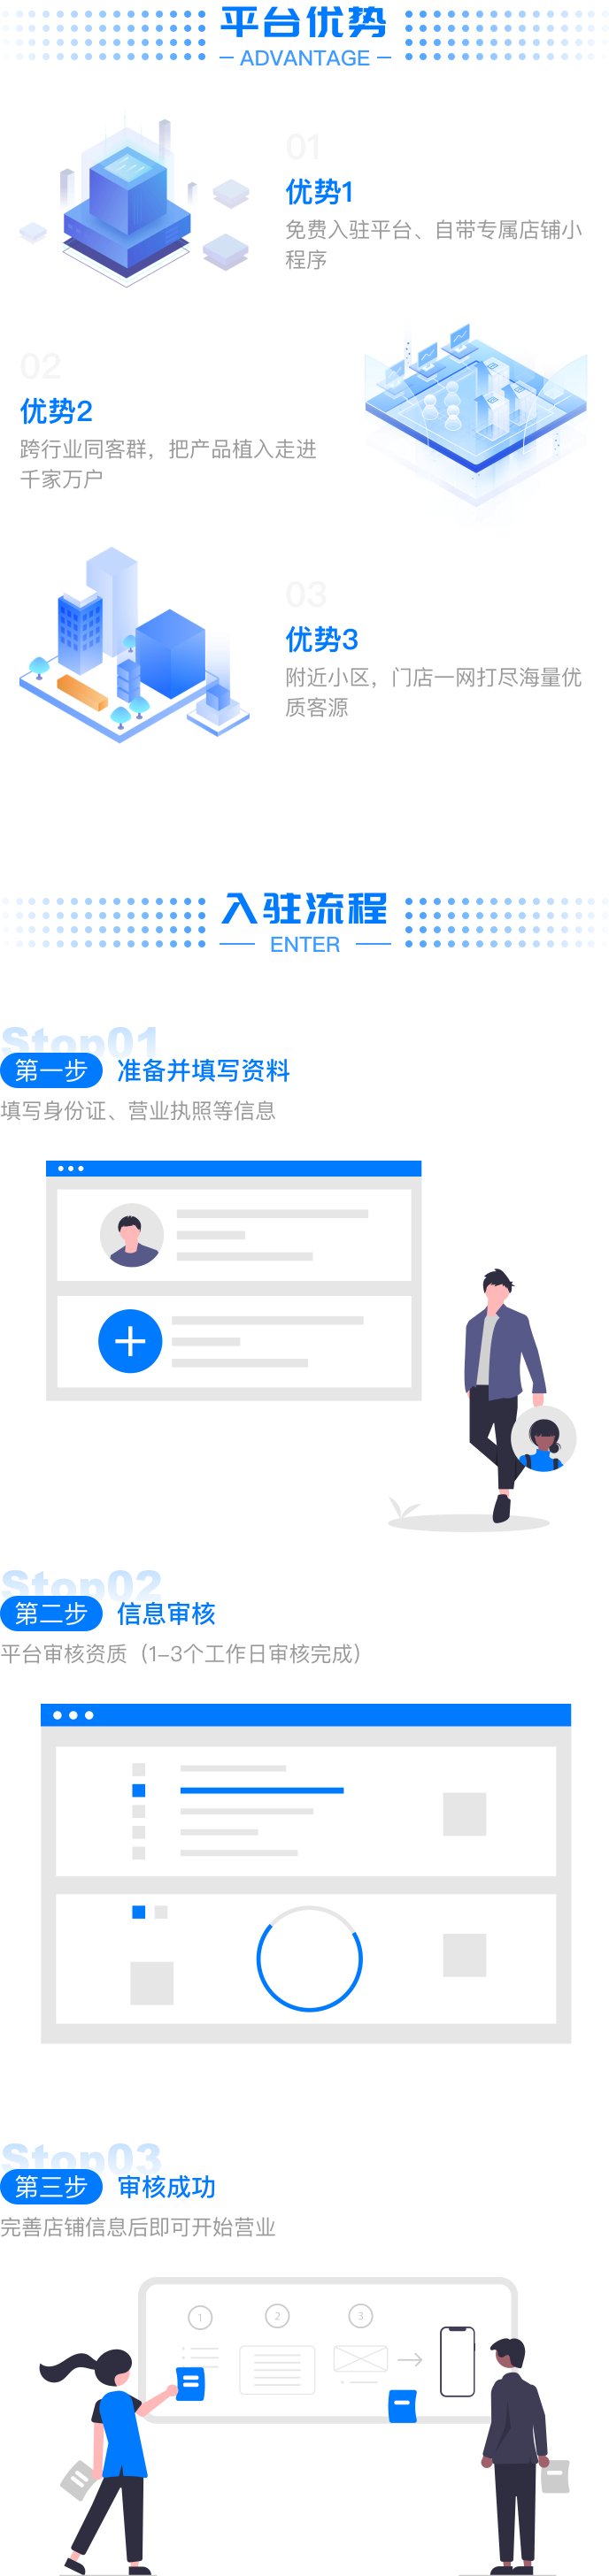 平台优势
ADVANTAGE
01
优势1
免费入驻平台、自带专属店铺小
程序
02
优势2
跨行业同客群，把产品植入走进
千家万户
03
优势3
附近小区，门店一网打尽海量优
质客源
入驻流程
ENTER
Stop01
第一步 准备并填写资料
填写身份证、营业执照等信息
Stop02
第二步 信息审核
平台审核资质（1-3个工作日审核完成）
Stop03
第三步 审核成功
完善店铺信息后即可开始营业
1 2 3